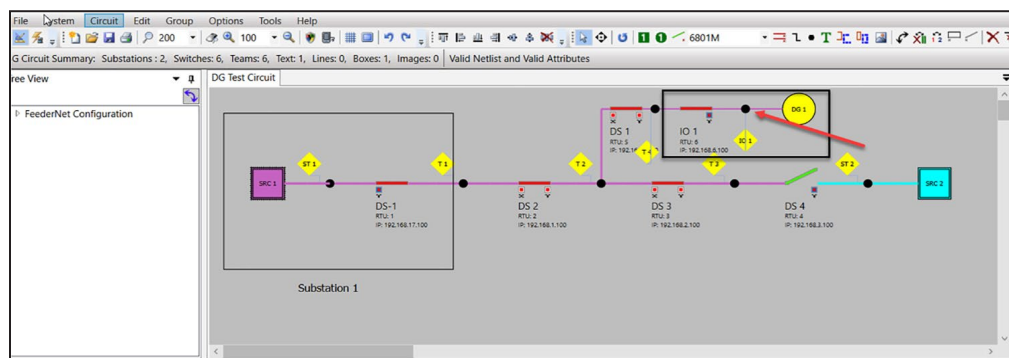 File System Circuit Edit Group Options Tools Help
200 100 6801M
G Circuit Summary: Substations : 2, Switches: 6, Teams: 6, Text: 1, Lines: 0, Boxes: 1, Images: 0 Valid Netlist and Valid Attributes
ree View
DG Test Circuit
FeederNet Configuration
DG 1
DS 1
RTU: 5
IP: 192.16
T 4
IO 1
RTU: 6
IP: 192.168.6.100
IO 1
ST 1
T 1
T 2
T 3
ST 2
SRC 1
SRC 2
DS-1
RTU: 1
IP: 192.168.17.100
DS 2
RTU: 2
IP: 192.168.1.100
DS 3
RTU: 3
IP: 192.168.2.100
DS 4
RTU: 4
IP: 192.168.3.100
Substation 1